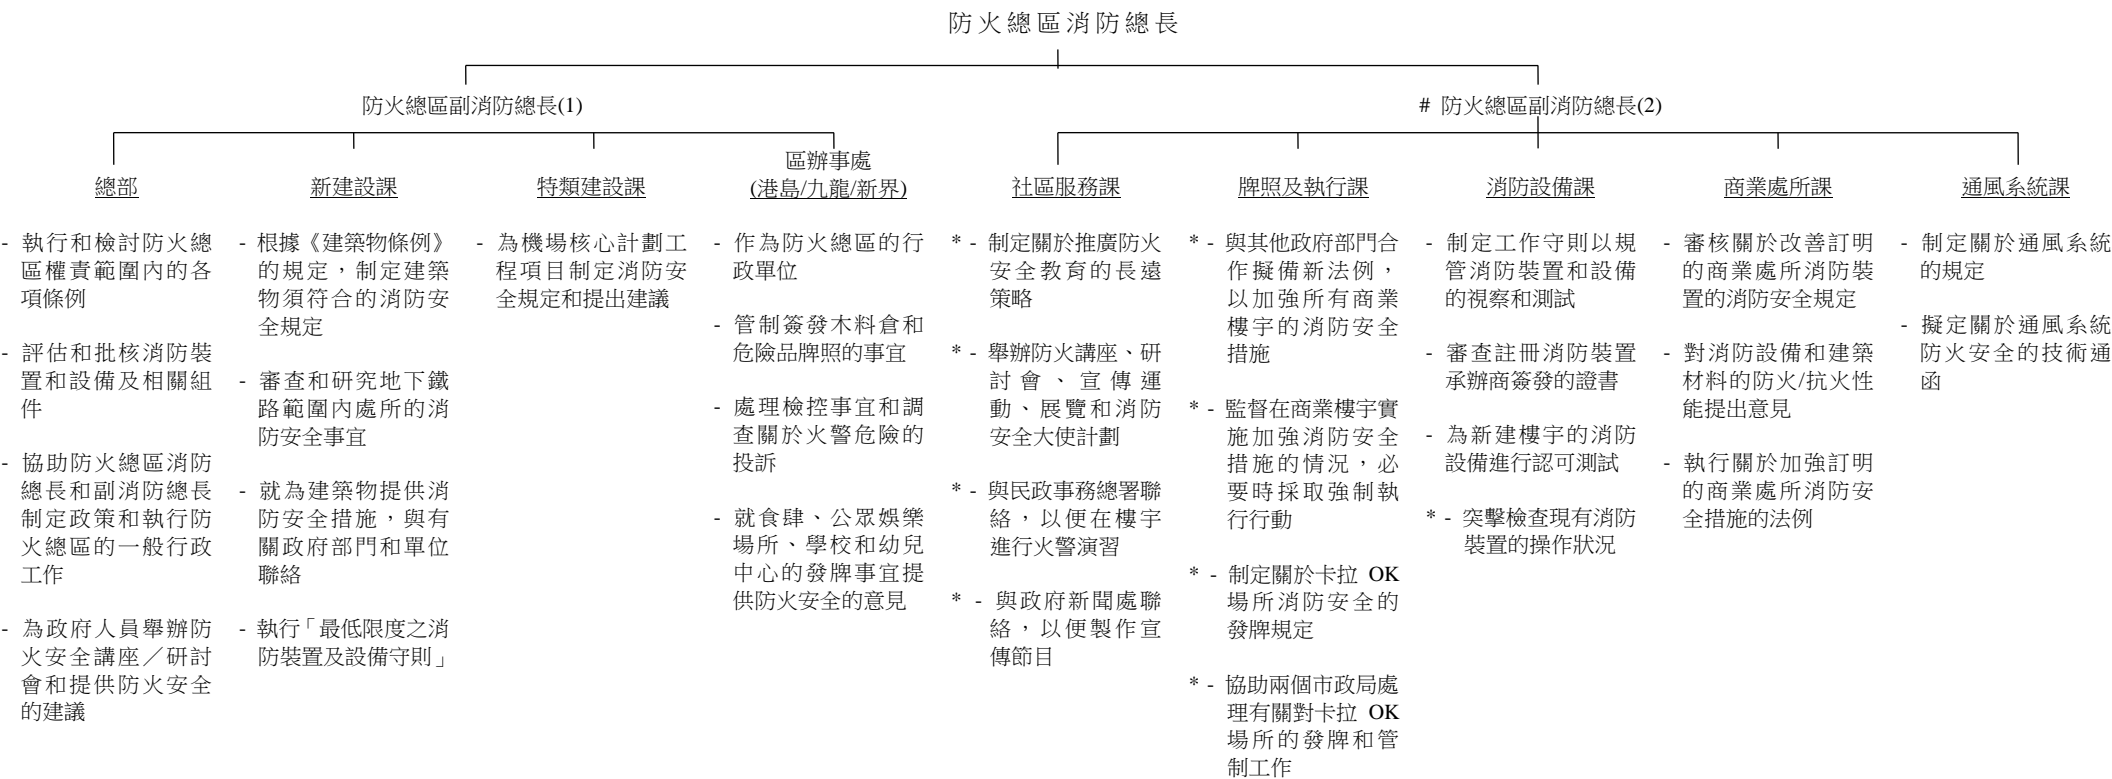 防火總區消防總長
防火總區副消防總長(1)
# 防火總區副消防總長(2)
總部
- 執行和檢討防火總
區權責範圍內的各
項條例
- 評估和批核消防裝
置和設備及相關組
件
- 協助防火總區消防
總長和副消防總長
制定政策和執行防
火總區的一般行政
工作
- 為政府人員舉辦防
火安全講座／研討
會和提供防火安全
的建議
新建設課
- 根據《建築物條例》
的規定，制定建築
物須符合的消防安
全規定
- 審查和研究地下鐵
路範圍內處所的消
防安全事宜
- 就為建築物提供消
防安全措施，與有
關政府部門和單位
聯絡
- 執行「最低限度之消
防裝置及設備守則」
特類建設課
- 為機場核心計劃工
程項目制定消防安
全規定和提出建議
區辦事處
(港島/九龍/新界)
- 作為防火總區的行
政單位
- 管制簽發木料倉和
危險品牌照的事宜
- 處理檢控事宜和調
查關於火警危險的
投訴
- 就食肆、公眾娛樂
場所、學校和幼兒
中心的發牌事宜提
供防火安全的意見
社區服務課
* - 制定關於推廣防火
安全教育的長遠
策略
* - 舉辦防火講座、研
討會、宣傳運
動、展覽和消防
安全大使計劃
* - 與民政事務總署聯
絡，以便在樓宇
進行火警演習
* - 與政府新聞處聯
絡，以便製作宣
傳節目
牌照及執行課
* - 與其他政府部門合
作擬備新法例，
以加強所有商業
樓宇的消防安全
措施
* - 監督在商業樓宇實
施加強消防安全
措施的情況，必
要時採取強制執
行行動
* - 制定關於卡拉 OK
場所消防安全的
發牌規定
* - 協助兩個市政局處
理有關對卡拉 OK
場所的發牌和管
制工作
消防設備課
- 制定工作守則以規
管消防裝置和設備
的視察和測試
- 審查註冊消防裝置
承辦商簽發的證書
- 為新建樓宇的消防
設備進行認可測試
* - 突擊檢查現有消防
裝置的操作狀況
商業處所課
- 審核關於改善訂明
的商業處所消防裝
置的消防安全規定
- 對消防設備和建築
材料的防火/抗火性
能提出意見
- 執行關於加強訂明
的商業處所消防安
全措施的法例
通風系統課
- 制定關於通風系統
的規定
- 擬定關於通風系統
防火安全的技術通
函